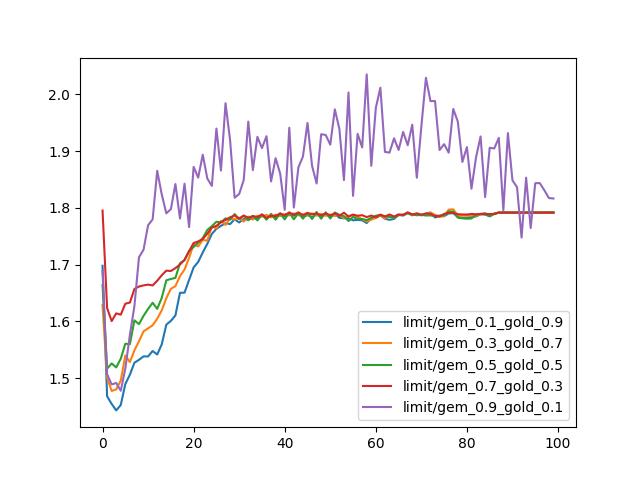 2.0
1.9
1.8
1.7
1.6
1.5
limit/gem_0.1_gold_0.9
limit/gem_0.3_gold_0.7
limit/gem_0.5_gold_0.5
limit/gem_0.7_gold_0.3
limit/gem_0.9_gold_0.1
0 20 40 60 80 100